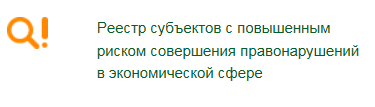 Реестр субъектов с повышенным
риском совершения правонарушений
в экономической сфере